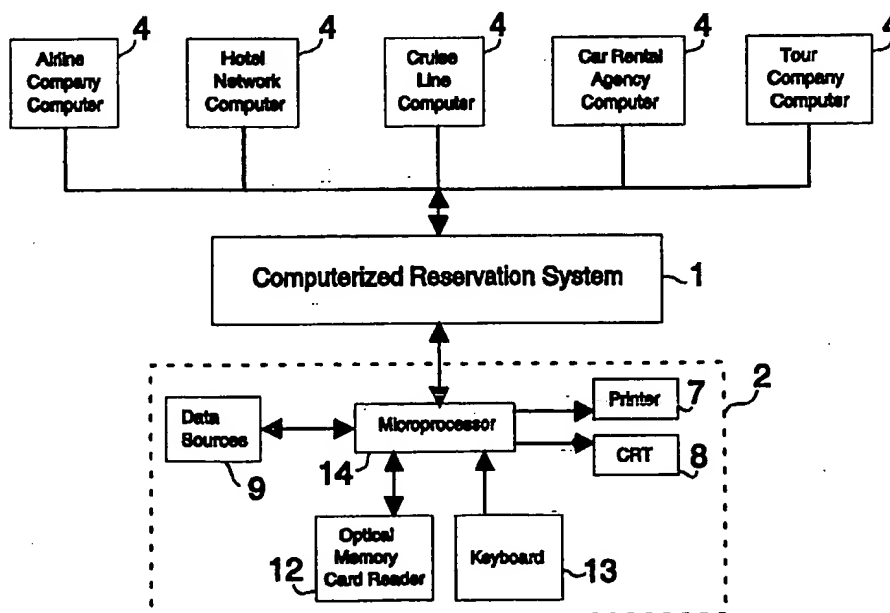 4
4
4
4
4
Airline
Company
Computer
Hotel
Network
Computer
Cruise
Line
Computer
Car Rental
Agency
Computer
Tour
Company
Computer
Computerized Reservation System
1
2
Data
Sources
9
Microprocessor
14
Printer
7
CRT
8
Optical
Memory
Card Reader
12
Keyboard
13